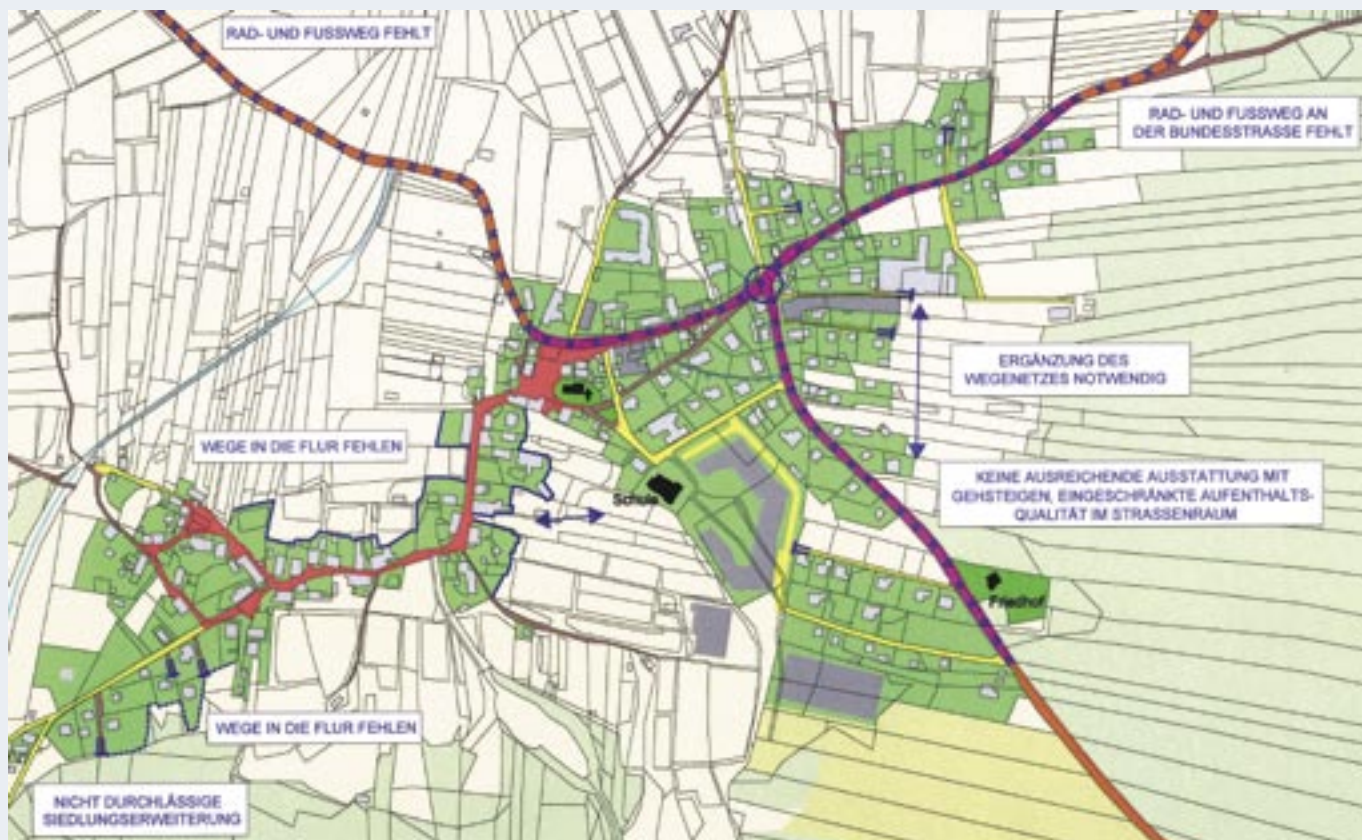 RAD- UND FUSSWEG FEHLT
RAD- UND FUSSWEG AN
DER BUNDESSTRASSE FEHLT
ERGÄNZUNG DES
WEGENETZES NOTWENDIG
WEGE IN DIE FLUR FEHLEN
KEINE AUSREICHENDE AUSSTATTUNG MIT
GEHSTEIGEN, EINGESCHRÄNKTE AUFENTHALTS-
QUALITÄT IM STRASSENRAUM
Schule
Friedhof
WEGE IN DIE FLUR FEHLEN
NICHT DURCHLÄSSIGE
SIEDLUNGSERWEITERUNG